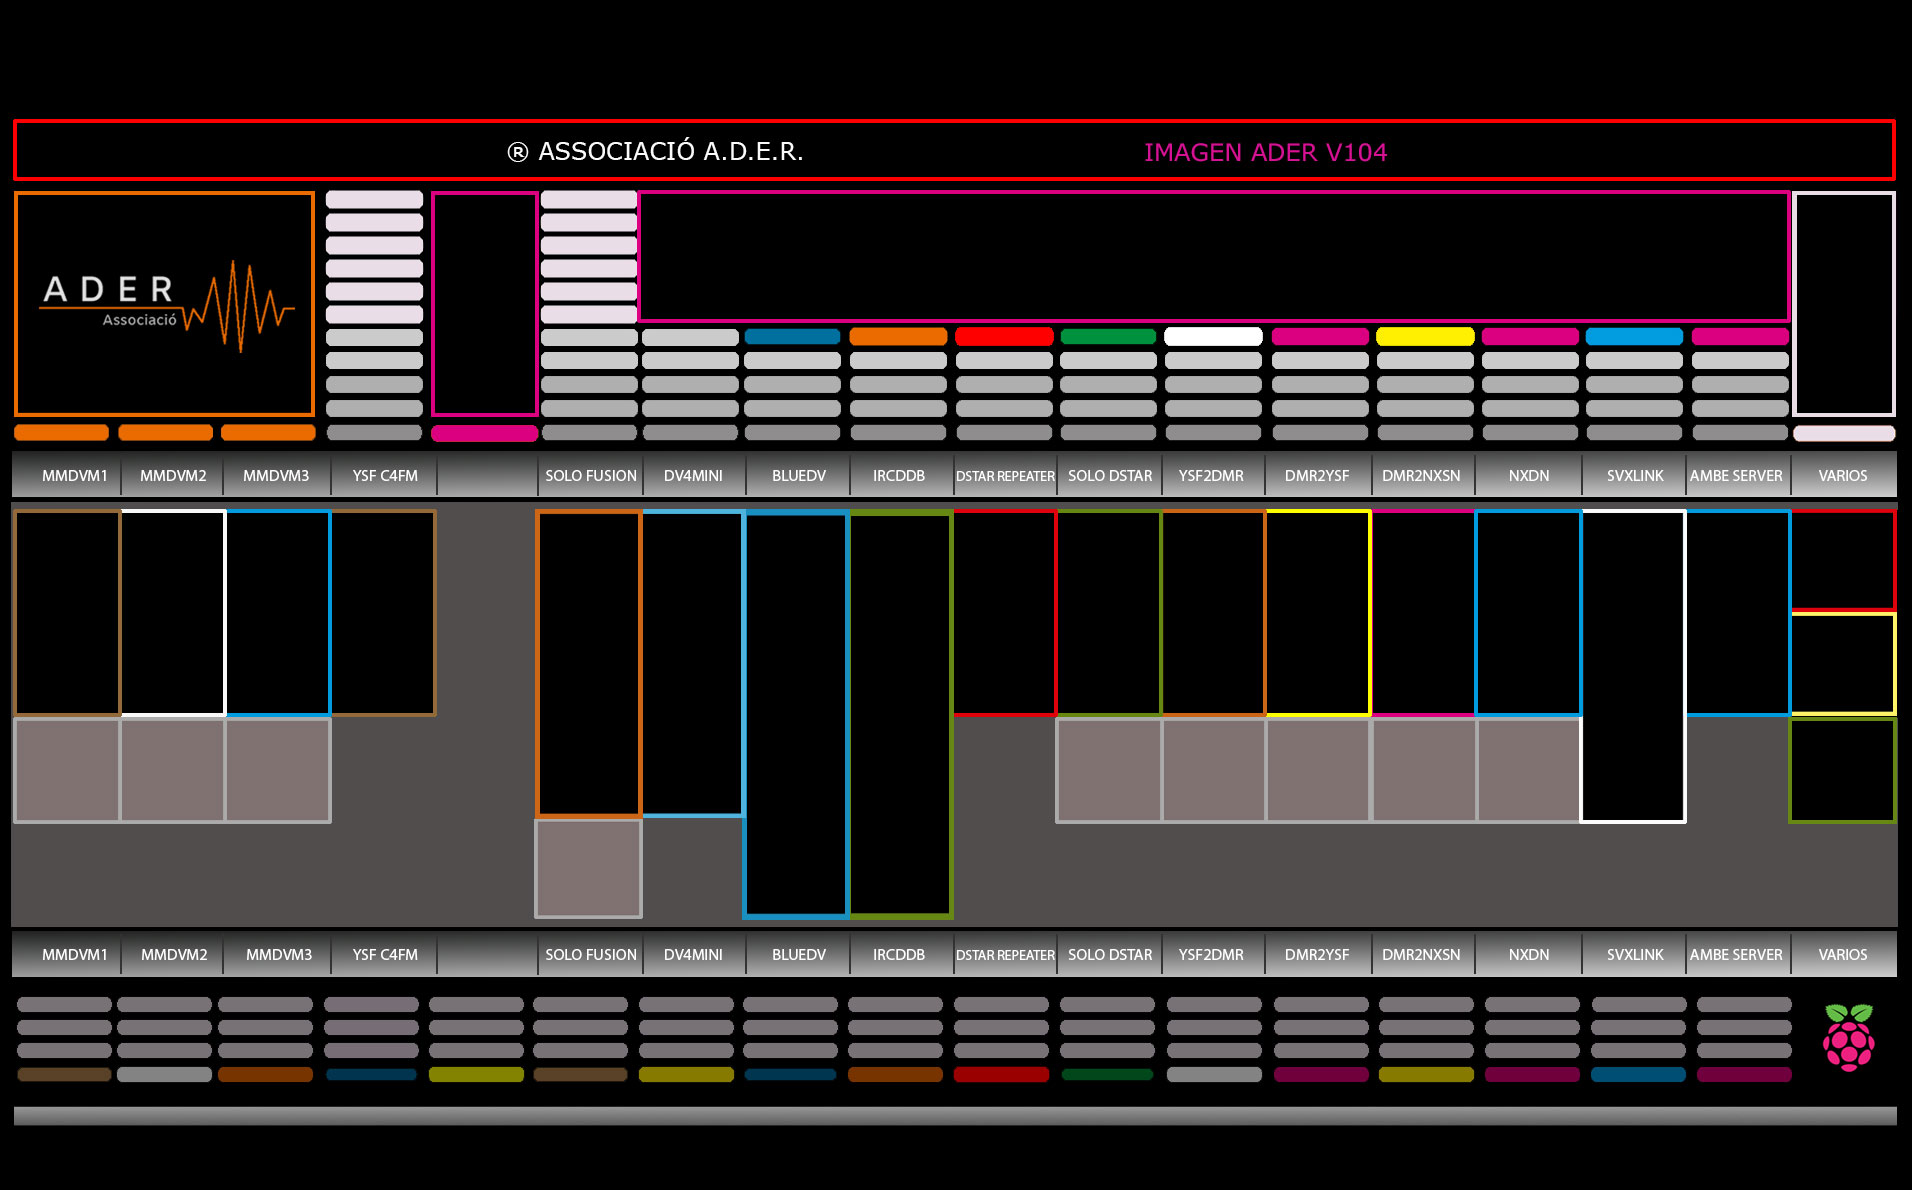 ® ASSOCIACIÓ A.D.E.R. IMAGEN ADER V104
ADER
Associació
MMDVM1 MMDVM2 MMDVM3 YSF C4FM SOLO FUSION DV4MINI BLUEDV IRCDDB DSTAR REPEATER SOLO DSTAR YSF2DMR DMR2YSF DMR2NXSN NXDN SVXLINK AMBE SERVER VARIOS
MMDVM1 MMDVM2 MMDVM3 YSF C4FM SOLO FUSION DV4MINI BLUEDV IRCDDB DSTAR REPEATER SOLO DSTAR YSF2DMR DMR2YSF DMR2NXSN NXDN SVXLINK AMBE SERVER VARIOS